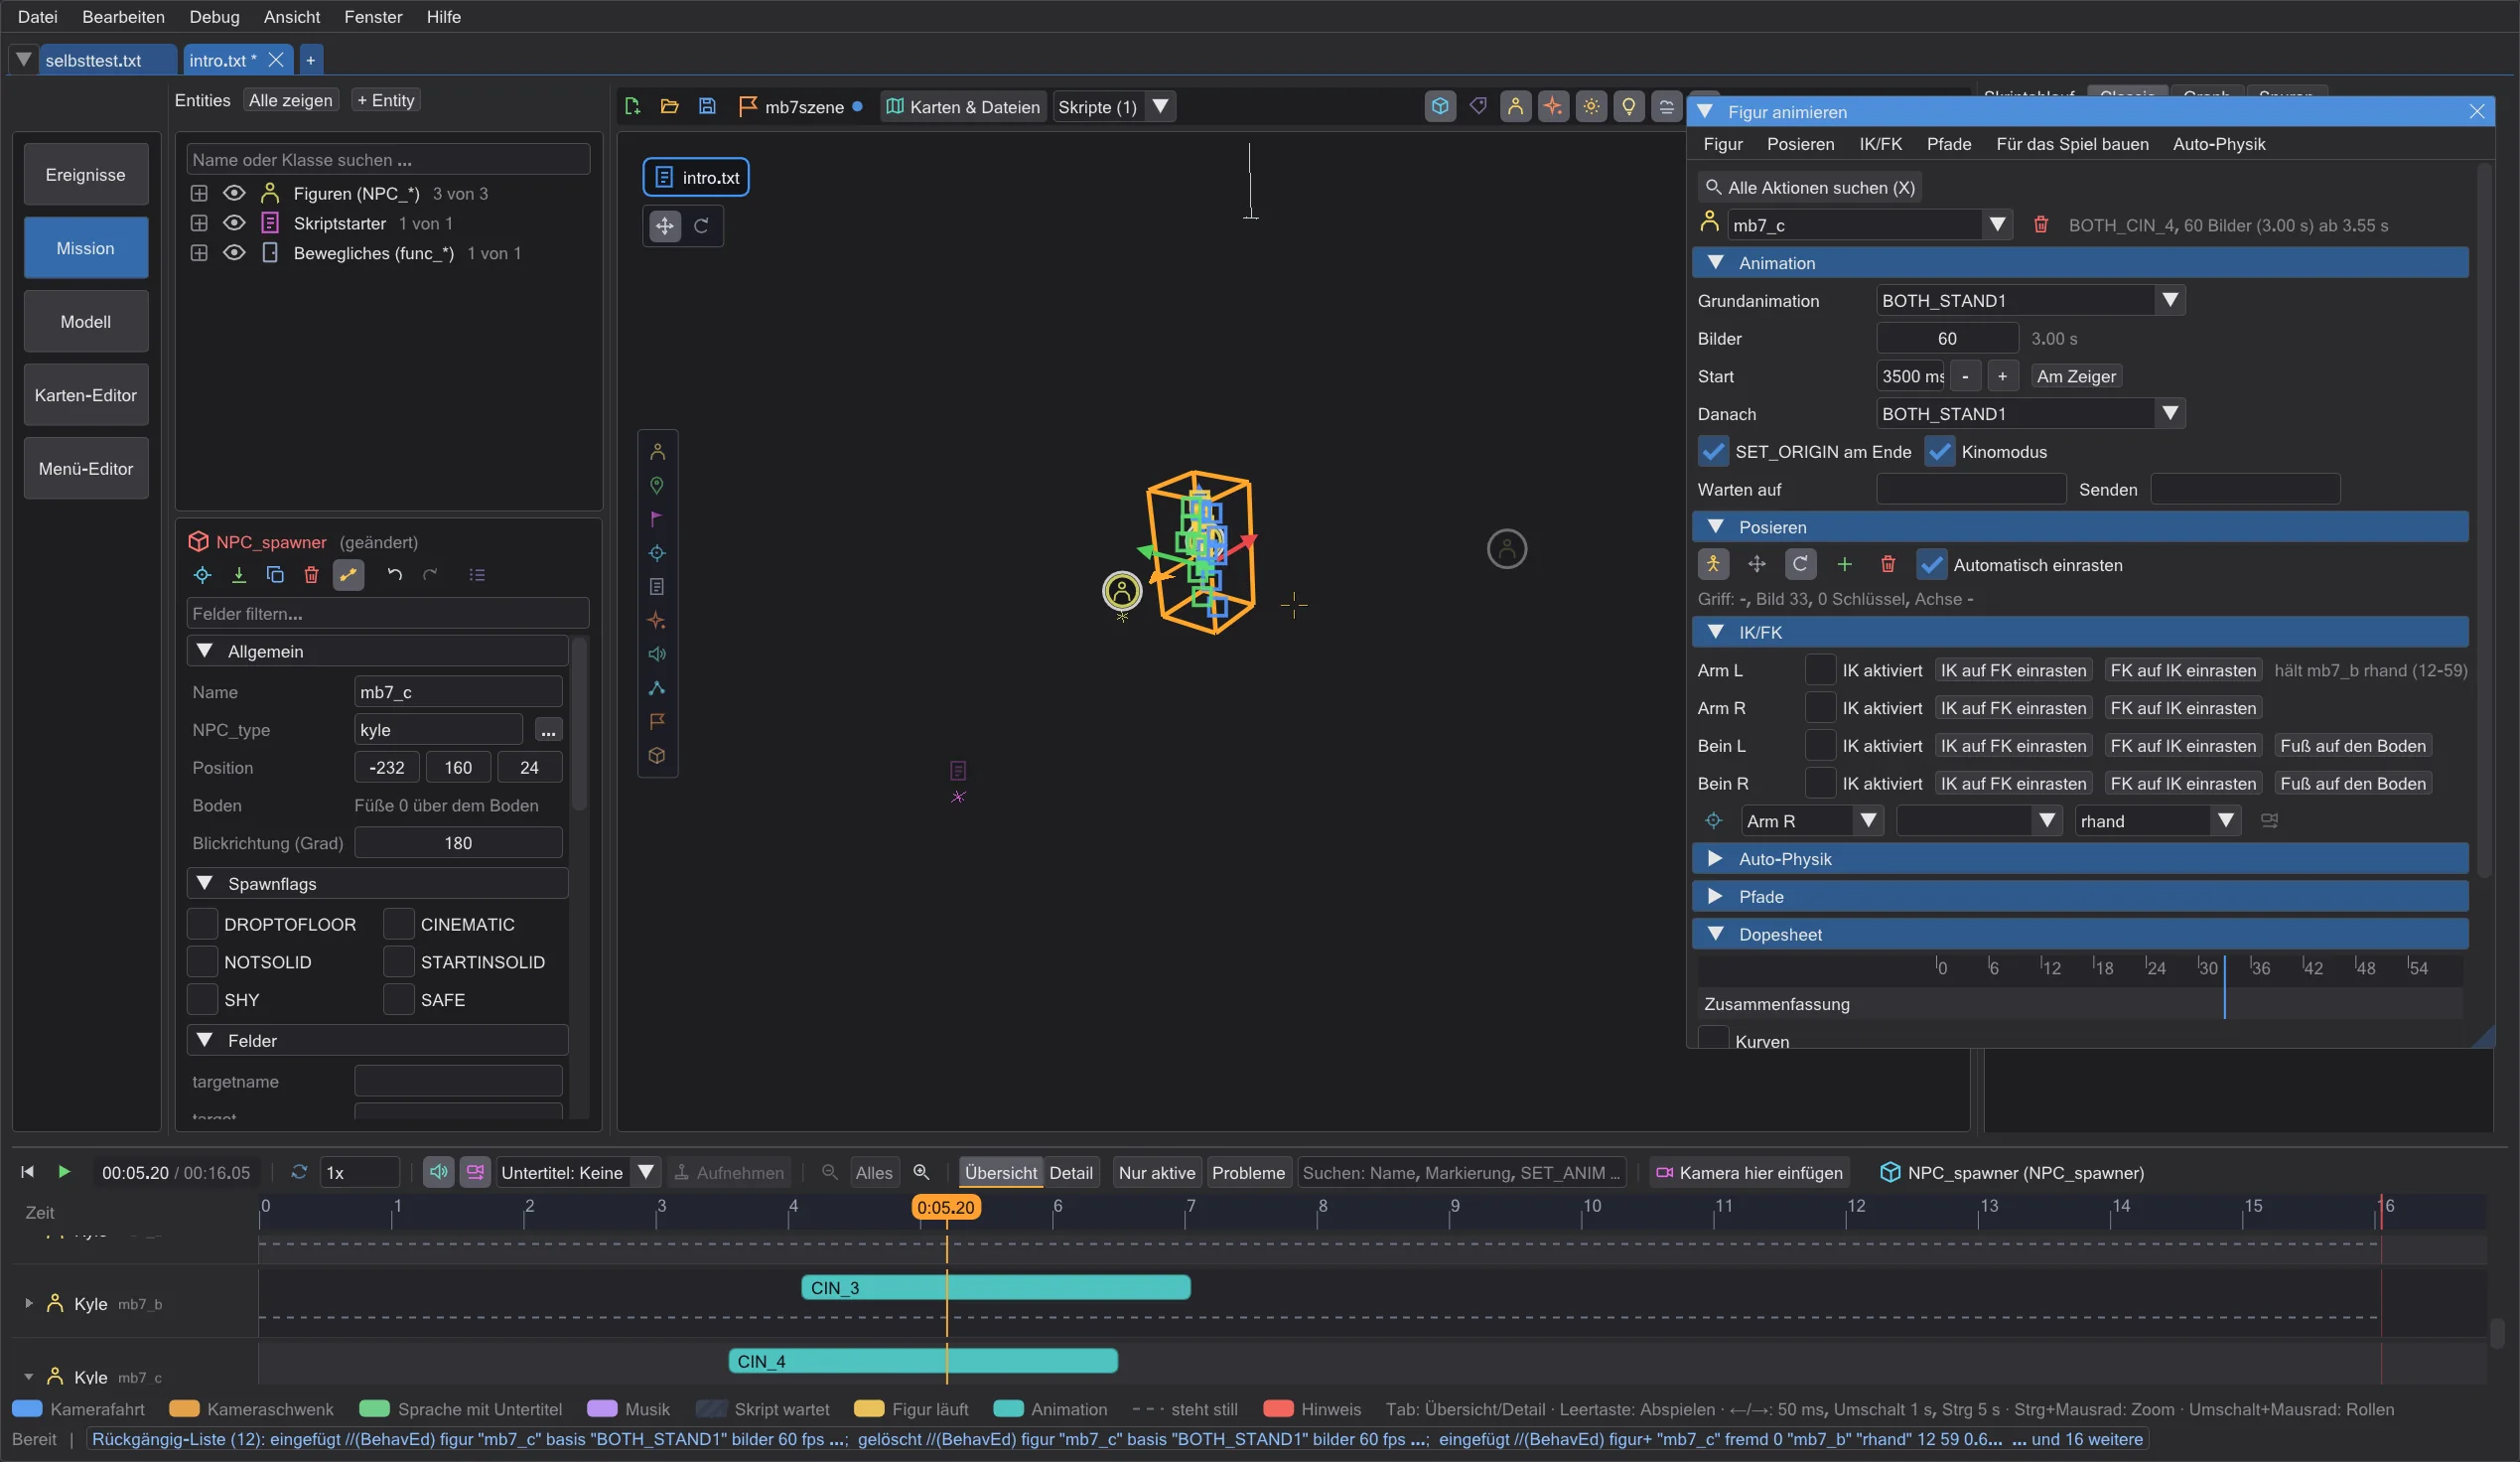 Datei Bearbeiten Debug Ansicht Fenster Hilfe
selbsttest.txt intro.txt * +
Entities Alle zeigen + Entity
mb7szene Karten & Dateien Skripte (1)
Ereignisse
Mission
Modell
Karten-Editor
Menü-Editor
Name oder Klasse suchen ...
Figuren (NPC_*) 3 von 3
Skriptstarter 1 von 1
Bewegliches (func_*) 1 von 1
NPC_spawner (geändert)
Felder filtern...
Allgemein
Name mb7_c
NPC_type kyle ...
Position -232 160 24
Boden Füße 0 über dem Boden
Blickrichtung (Grad) 180
Spawnflags
DROPTOFLOOR CINEMATIC
NOTSOLID STARTINSOLID
SHY SAFE
Felder
targetname
target
intro.txt
Skriptablauf Classic Graph Spuren
Figur animieren
Figur Posieren IK/FK Pfade Für das Spiel bauen Auto-Physik
Alle Aktionen suchen (X)
mb7_c BOTH_CIN_4, 60 Bilder (3.00 s) ab 3.55 s
Animation
Grundanimation BOTH_STAND1
Bilder 60 3.00 s
Start 3500 ms - + Am Zeiger
Danach BOTH_STAND1
SET_ORIGIN am Ende Kinomodus
Warten auf Senden
Posieren
Automatisch einrasten
Griff: -, Bild 33, 0 Schlüssel, Achse -
IK/FK
Arm L IK aktiviert IK auf FK einrasten FK auf IK einrasten hält mb7_b rhand (12-59)
Arm R IK aktiviert IK auf FK einrasten FK auf IK einrasten
Bein L IK aktiviert IK auf FK einrasten FK auf IK einrasten Fuß auf den Boden
Bein R IK aktiviert IK auf FK einrasten FK auf IK einrasten Fuß auf den Boden
Arm R rhand
Auto-Physik
Pfade
Dopesheet
0 6 12 18 24 30 36 42 48 54
Zusammenfassung
Kurven
00:05.20 / 00:16.05 1x Untertitel: Keine Aufnehmen Alles Übersicht Detail Nur aktive Probleme Suchen: Name, Markierung, SET_ANIM ... Kamera hier einfügen NPC_spawner (NPC_spawner)
Zeit 0 1 2 3 4 0:05.20 6 7 8 9 10 11 12 13 14 15 16
CIN_3
Kyle mb7_b
CIN_4
Kyle mb7_c
Kamerafahrt Kameraschwenk Sprache mit Untertitel Musik Skript wartet Figur läuft Animation steht still Hinweis Tab: Übersicht/Detail · Leertaste: Abspielen · ←/→: 50 ms, Umschalt 1 s, Strg 5 s · Strg+Mausrad: Zoom · Umschalt+Mausrad: Rollen
Bereit | Rückgängig-Liste (12): eingefügt //(BehavEd) figur "mb7_c" basis "BOTH_STAND1" bilder 60 fps ...; gelöscht //(BehavEd) figur "mb7_c" basis "BOTH_STAND1" bilder 60 fps ...; eingefügt //(BehavEd) figur+ "mb7_c" fremd 0 "mb7_b" "rhand" 12 59 0.6... ... und 16 weitere